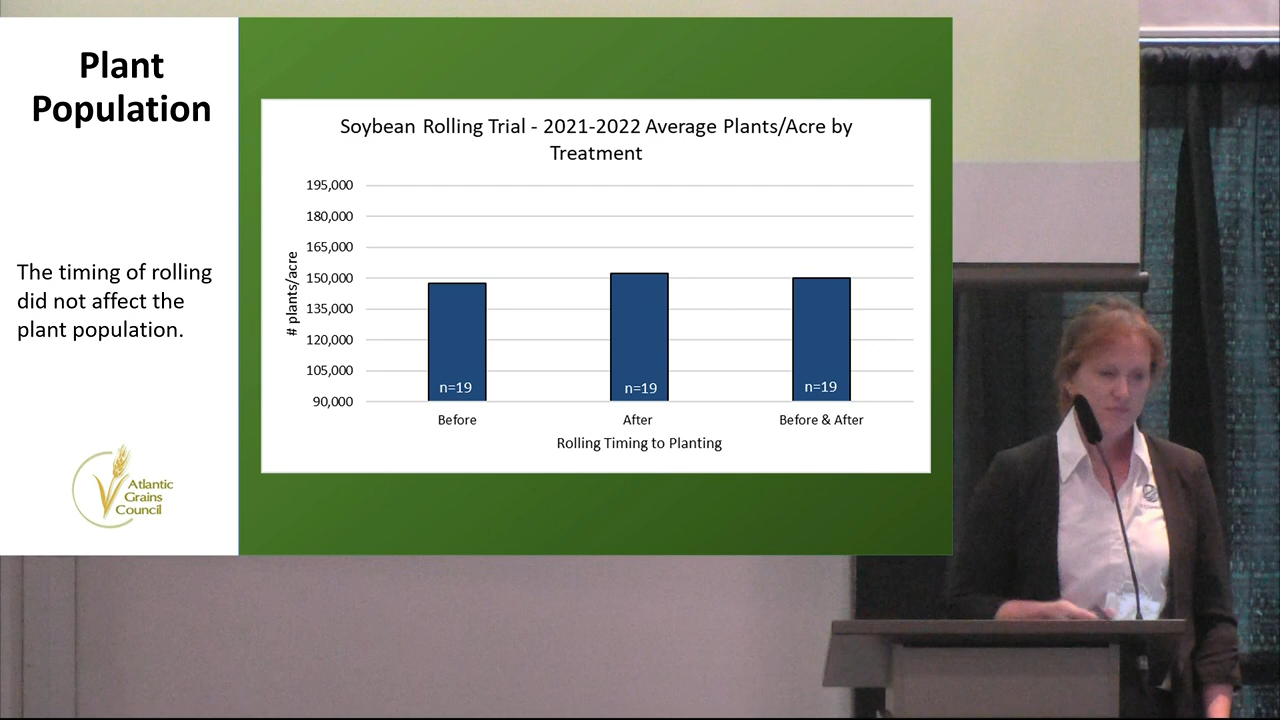 Plant
Population
The timing of rolling
did not affect the
plant population.
Atlantic
Grains
Council
Soybean Rolling Trial - 2021-2022 Average Plants/Acre by
Treatment
# plants/acre
195,000
180,000
165,000
150,000
135,000
120,000
105,000
90,000
n=19
n=19
n=19
Before
After
Before & After
Rolling Timing to Planting